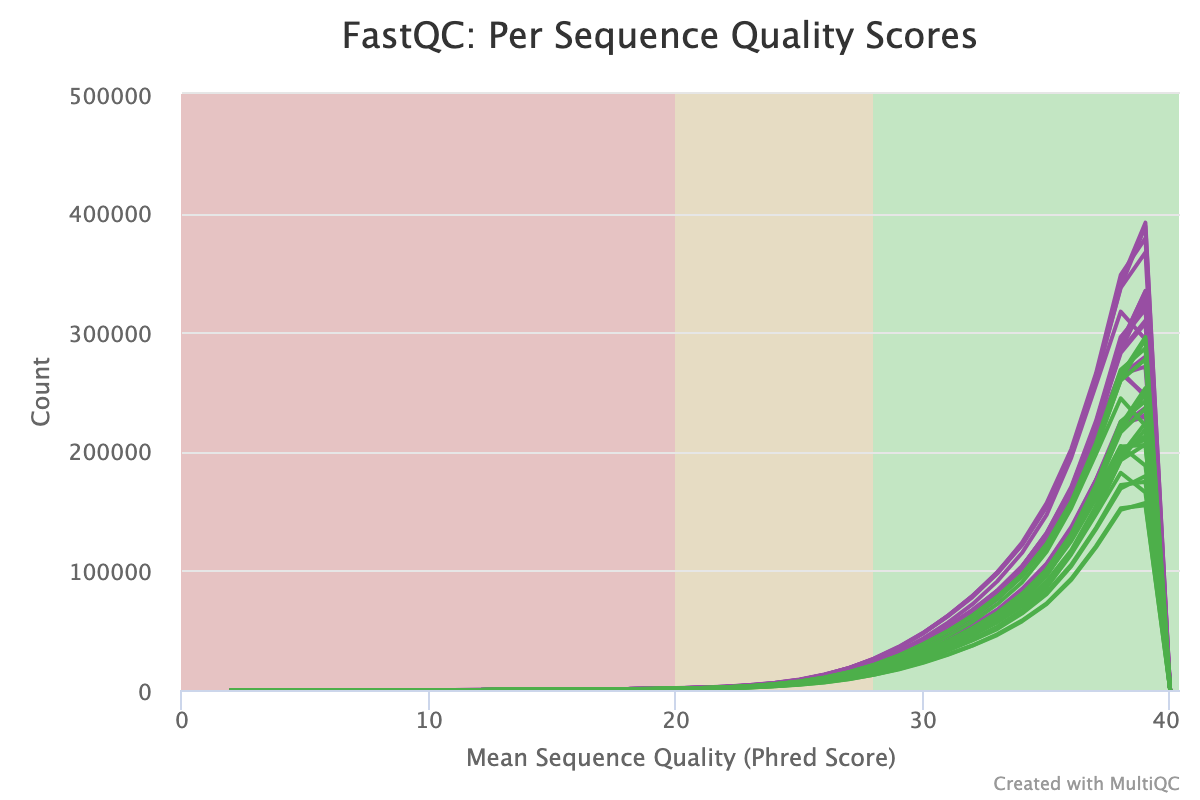 FastQC: Per Sequence Quality Scores
500000
400000
300000
200000
100000
0
Count
0 10 20 30 40
Mean Sequence Quality (Phred Score)
Created with MultiQC